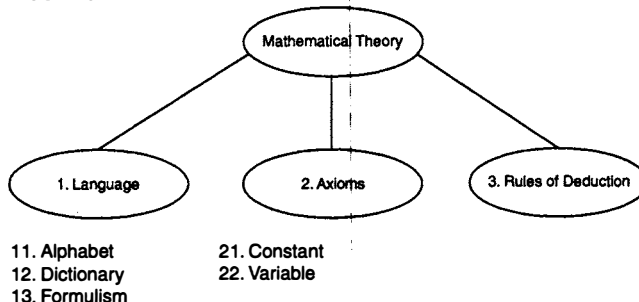 Mathematical Theory
1. Language
2. Axioms
3. Rules of Deduction
11. Alphabet
12. Dictionary
13. Formulism
21. Constant
22. Variable